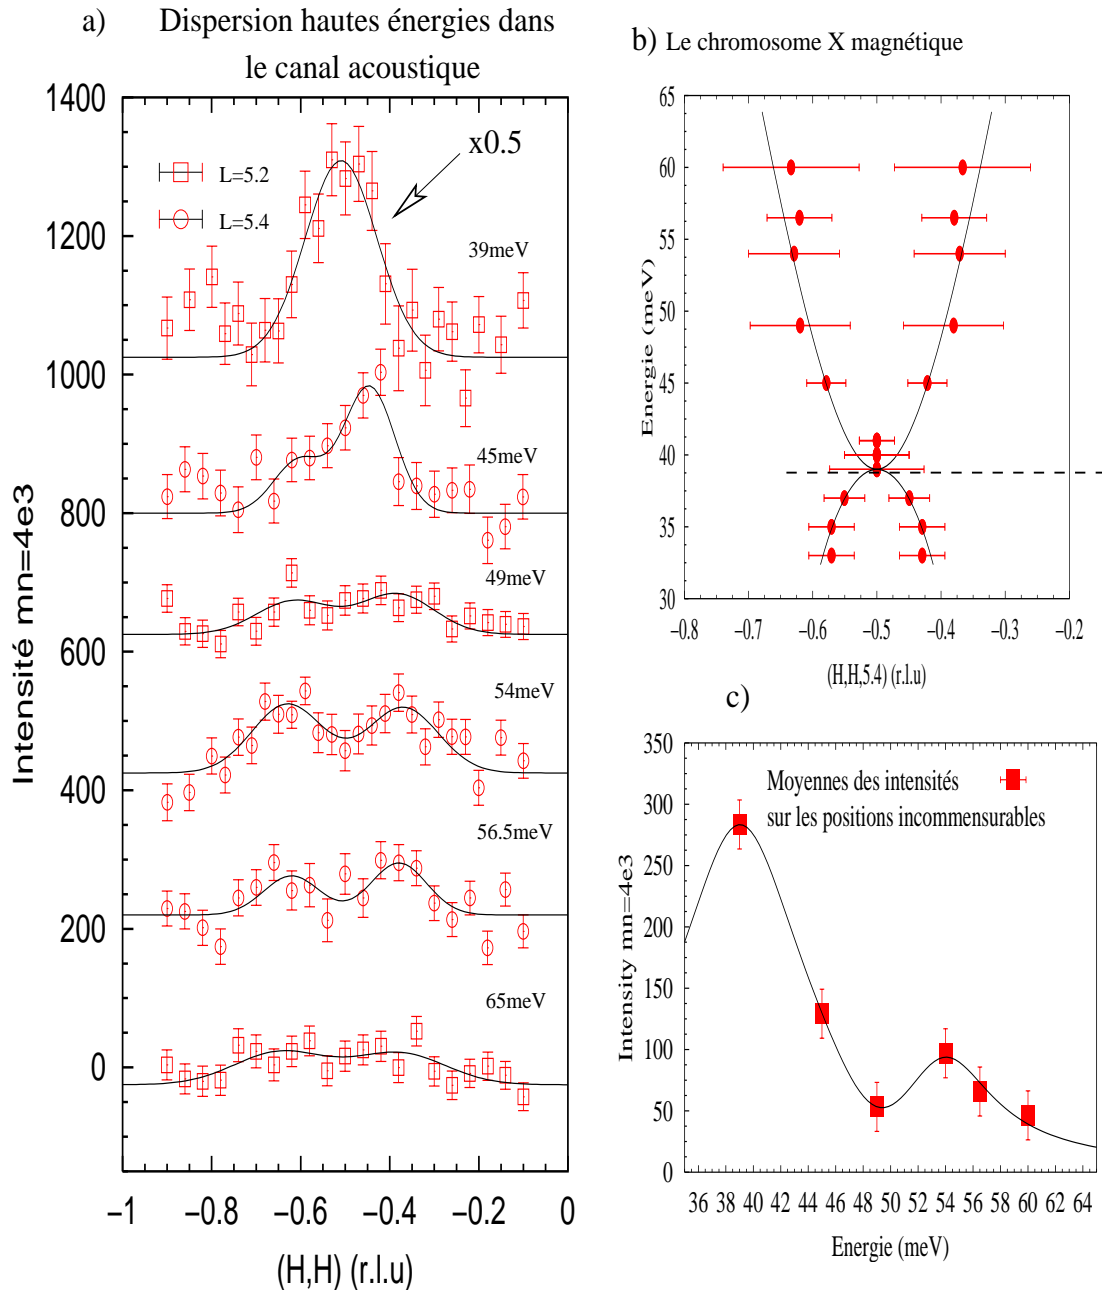 a) Dispersion hautes énergies dans
le canal acoustique
1400
1200
1000
800
600
400
200
0
Intensité mn=4e3
L=5.2
L=5.4
x0.5
39meV
45meV
49meV
54meV
56.5meV
65meV
−1 −0.8 −0.6 −0.4 −0.2 0
(H,H) (r.l.u)
b) Le chromosome X magnétique
65
60
55
50
45
40
35
30
Energie (meV)
−0.8 −0.7 −0.6 −0.5 −0.4 −0.3 −0.2
(H,H,5.4) (r.l.u)
c)
350
300
250
200
150
100
50
0
Intensity mn=4e3
Moyennes des intensités
sur les positions incommensurables
36 38 40 42 44 46 48 50 52 54 56 58 60 62 64
Energie (meV)